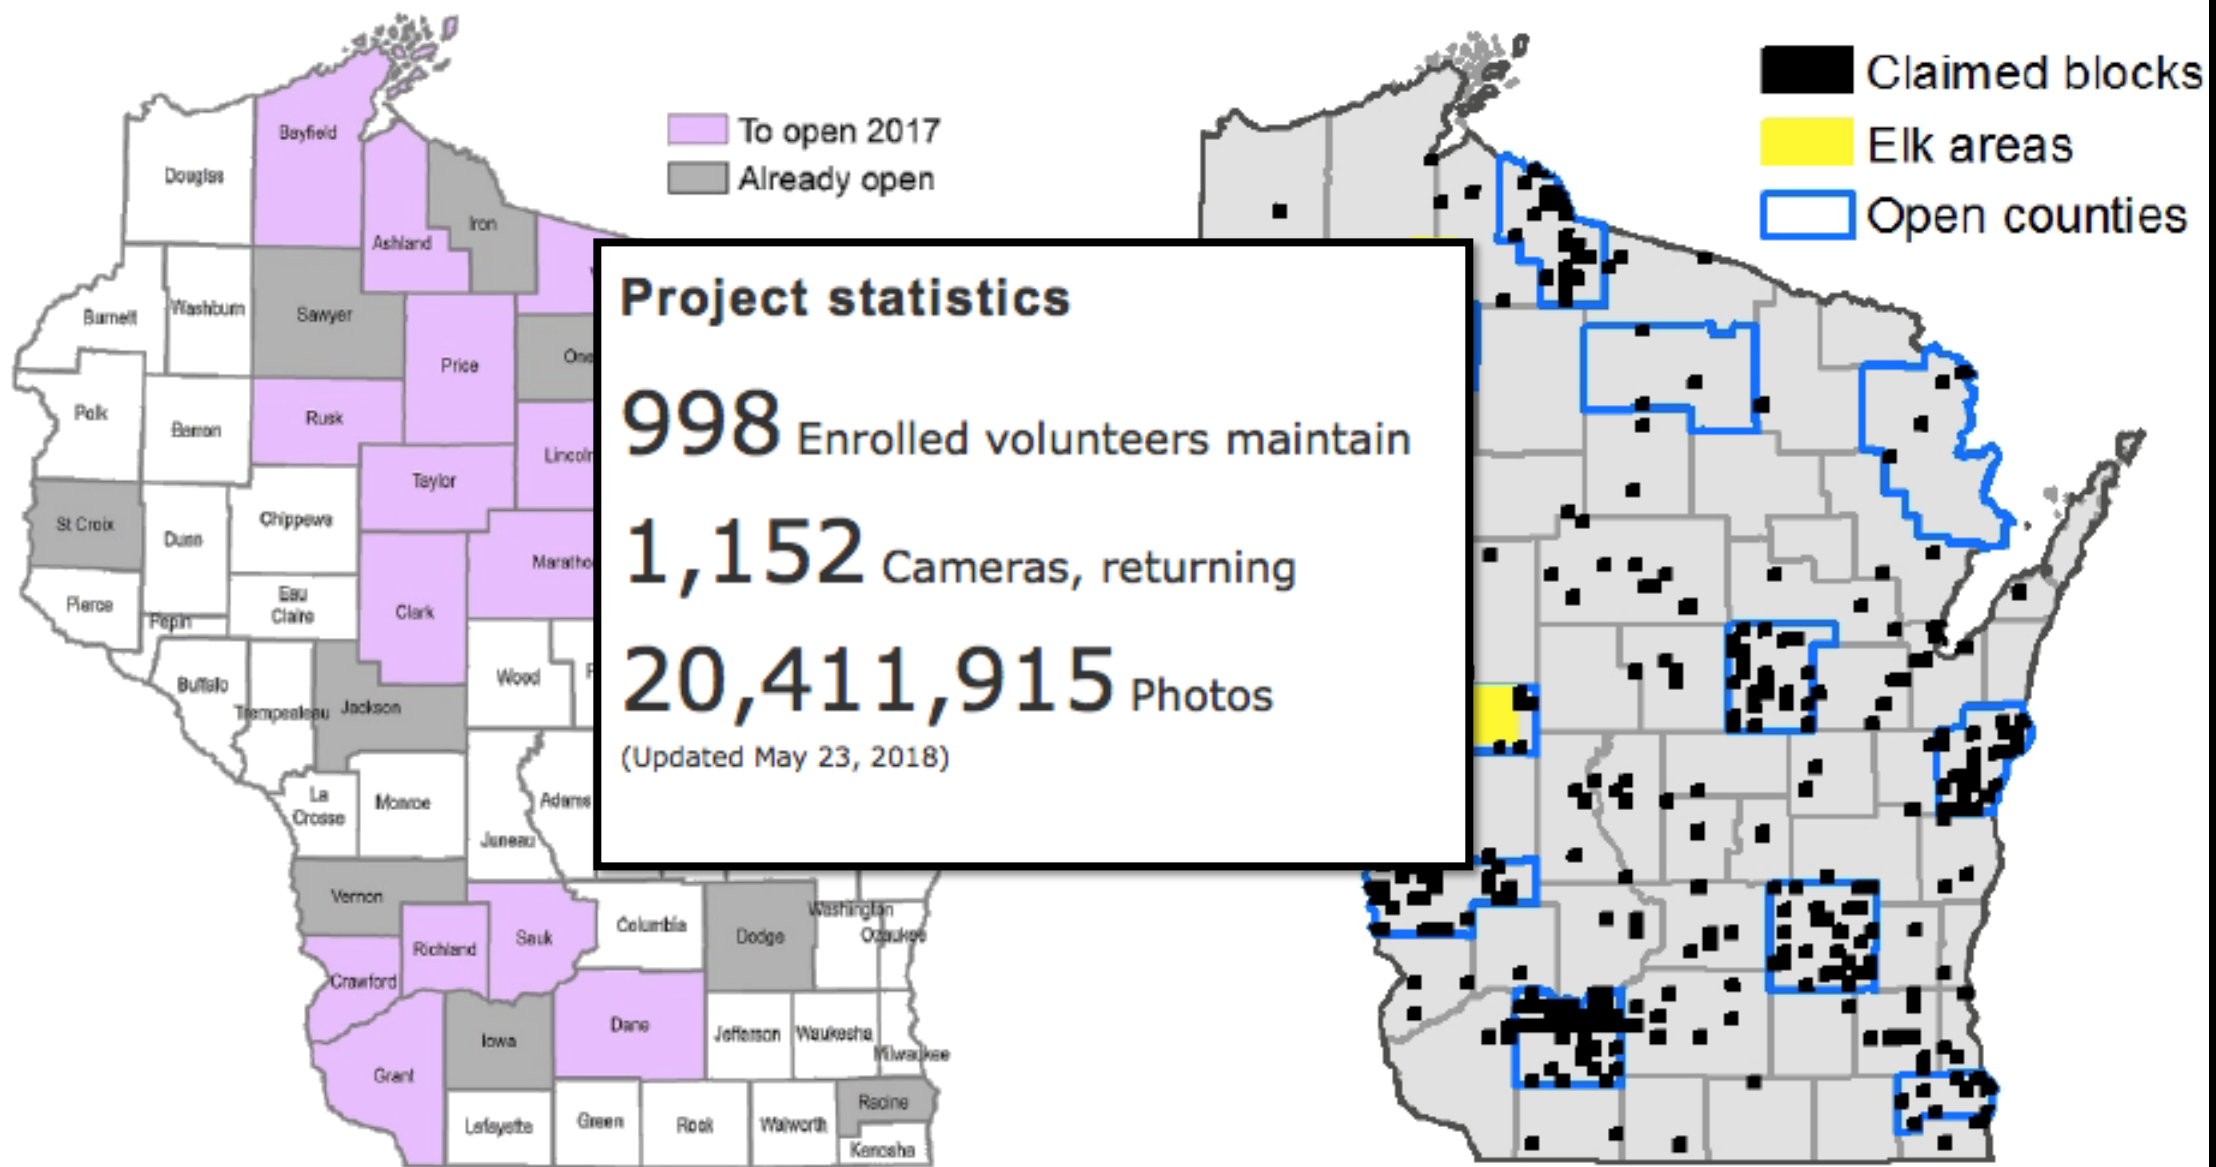 Bayfield
Douglas
To open 2017
Already open
Iron
Ashland
Burnett
Washburn
Sawyer
Price
Polk
Barron
Rusk
Taylor
St Croix
Chippewa
Dunn
Pierce
Pepin
Eau
Claire
Clark
Wood
Buffalo
Trempealeau
Jackson
La
Crosse
Monroe
Juneau
Adams
Vernon
Richland
Sauk
Columbia
Dodge
Washington
Ozaukee
Crawford
Grant
Iowa
Dane
Jefferson
Waukesha
Milwaukee
Lafayette
Green
Rock
Walworth
Racine
Kenosha
Project statistics
998 Enrolled volunteers maintain
1,152 Cameras, returning
20,411,915 Photos
(Updated May 23, 2018)
Claimed blocks
Elk areas
Open counties